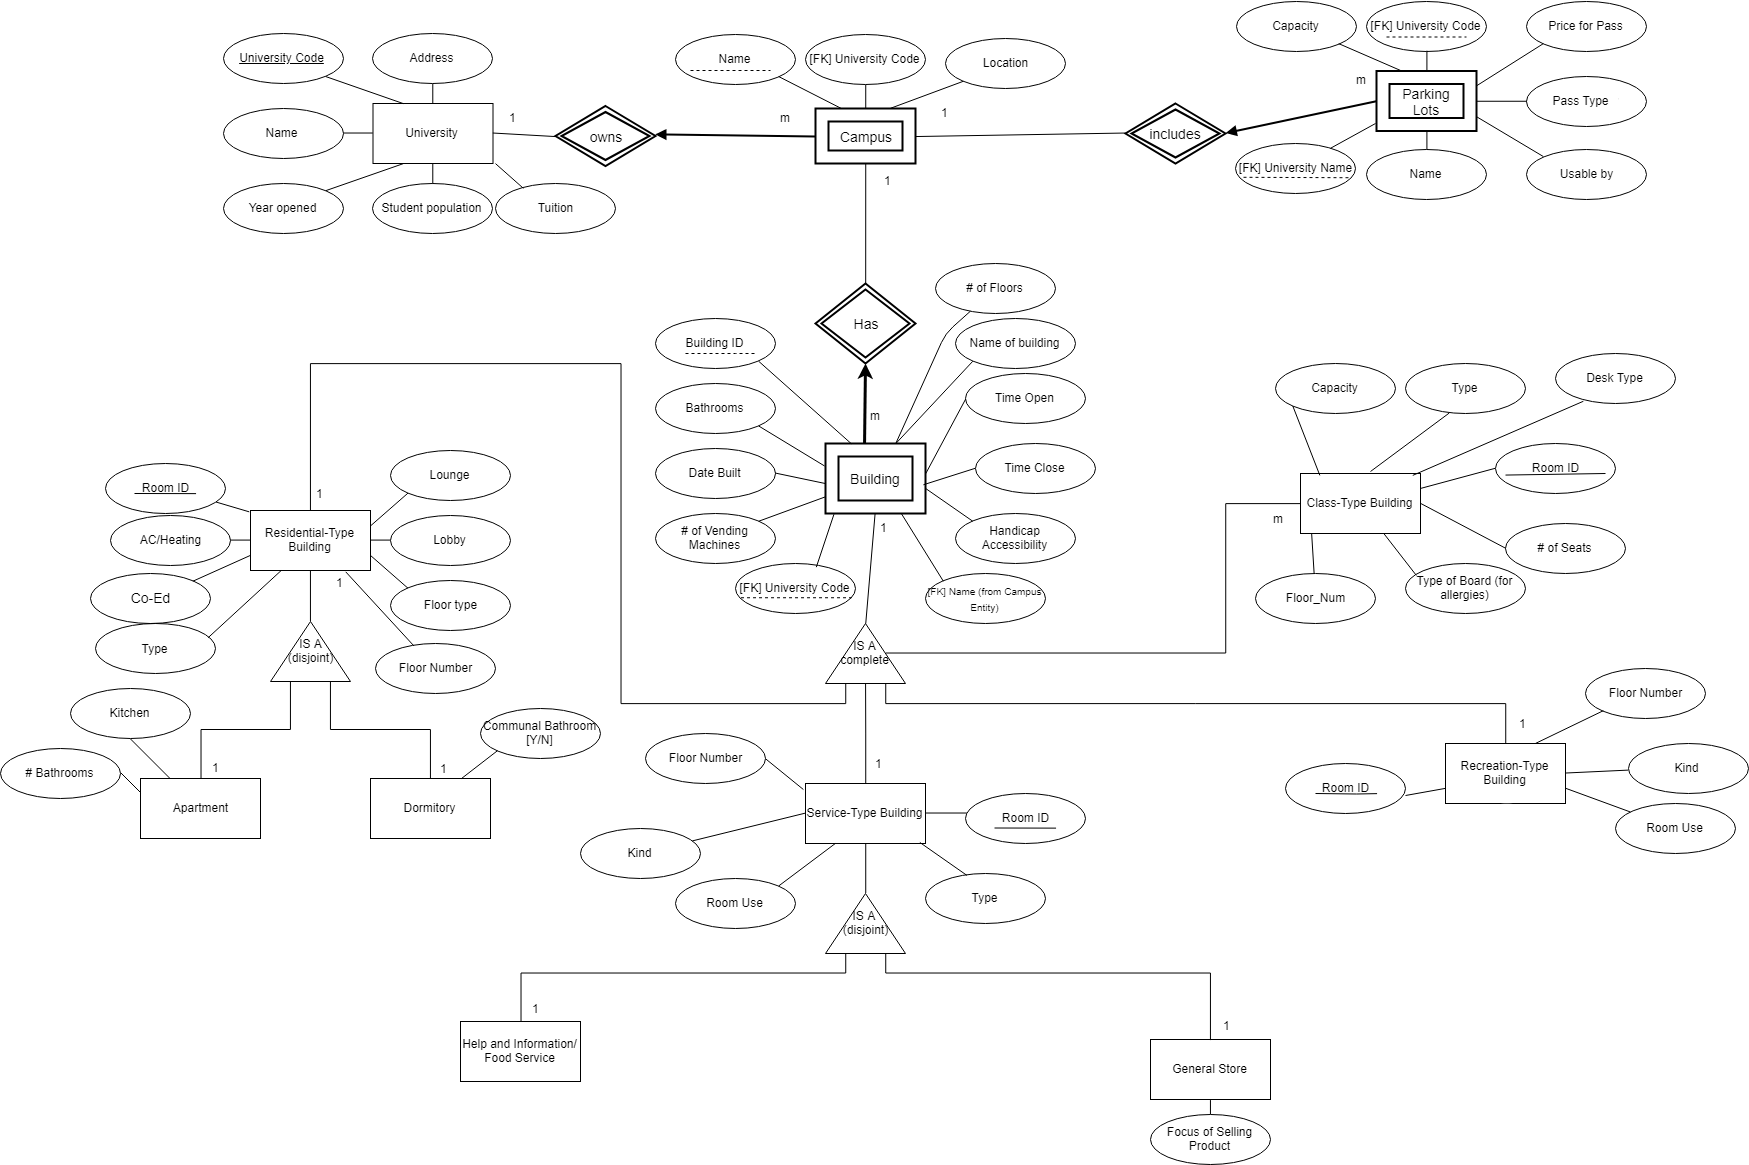 University Code
Address
Name
University
Year opened
Student population
Tuition
1
owns
m
Name
[FK] University Code
Location
Campus
1
1
includes
m
Capacity
[FK] University Code
Price for Pass
Parking
Lots
Pass Type
[FK] University Name
Name
Usable by
Has
m
# of Floors
Building ID
Name of building
Bathrooms
Time Open
Date Built
Building
Time Close
# of Vending
Machines
1
Handicap
Accessibility
[FK] University Code
[FK] Name (from Campus
Entity)
IS A
complete
Capacity
Type
Desk Type
Room ID
Class-Type Building
m
# of Seats
Floor_Num
Type of Board (for
allergies)
1
Room ID
Lounge
AC/Heating
Residential-Type
Building
Lobby
1
Co-Ed
Floor type
Type
IS A
(disjoint)
Floor Number
Kitchen
Communal Bathroom
[Y/N]
# Bathrooms
1
1
Apartment
Dormitory
Floor Number
1
Service-Type Building
Room ID
Kind
Room Use
Type
IS A
(disjoint)
Floor Number
1
Recreation-Type
Building
Kind
Room ID
Room Use
1
Help and Information/
Food Service
1
General Store
Focus of Selling
Product